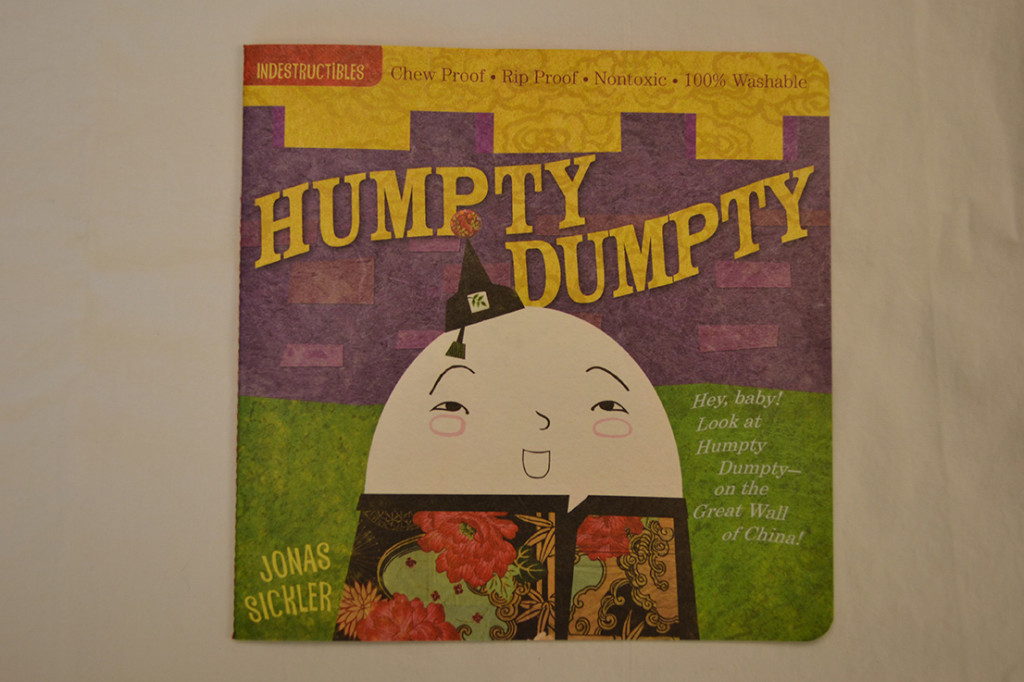 INDESTRUCTIBLES
Chew Proof • Rip Proof • Nontoxic • 100% Washable
HUMPTY
DUMPTY
Hey, baby!
Look at
Humpty
Dumpty—
on the
Great Wall
of China!
JONAS
SICKLER